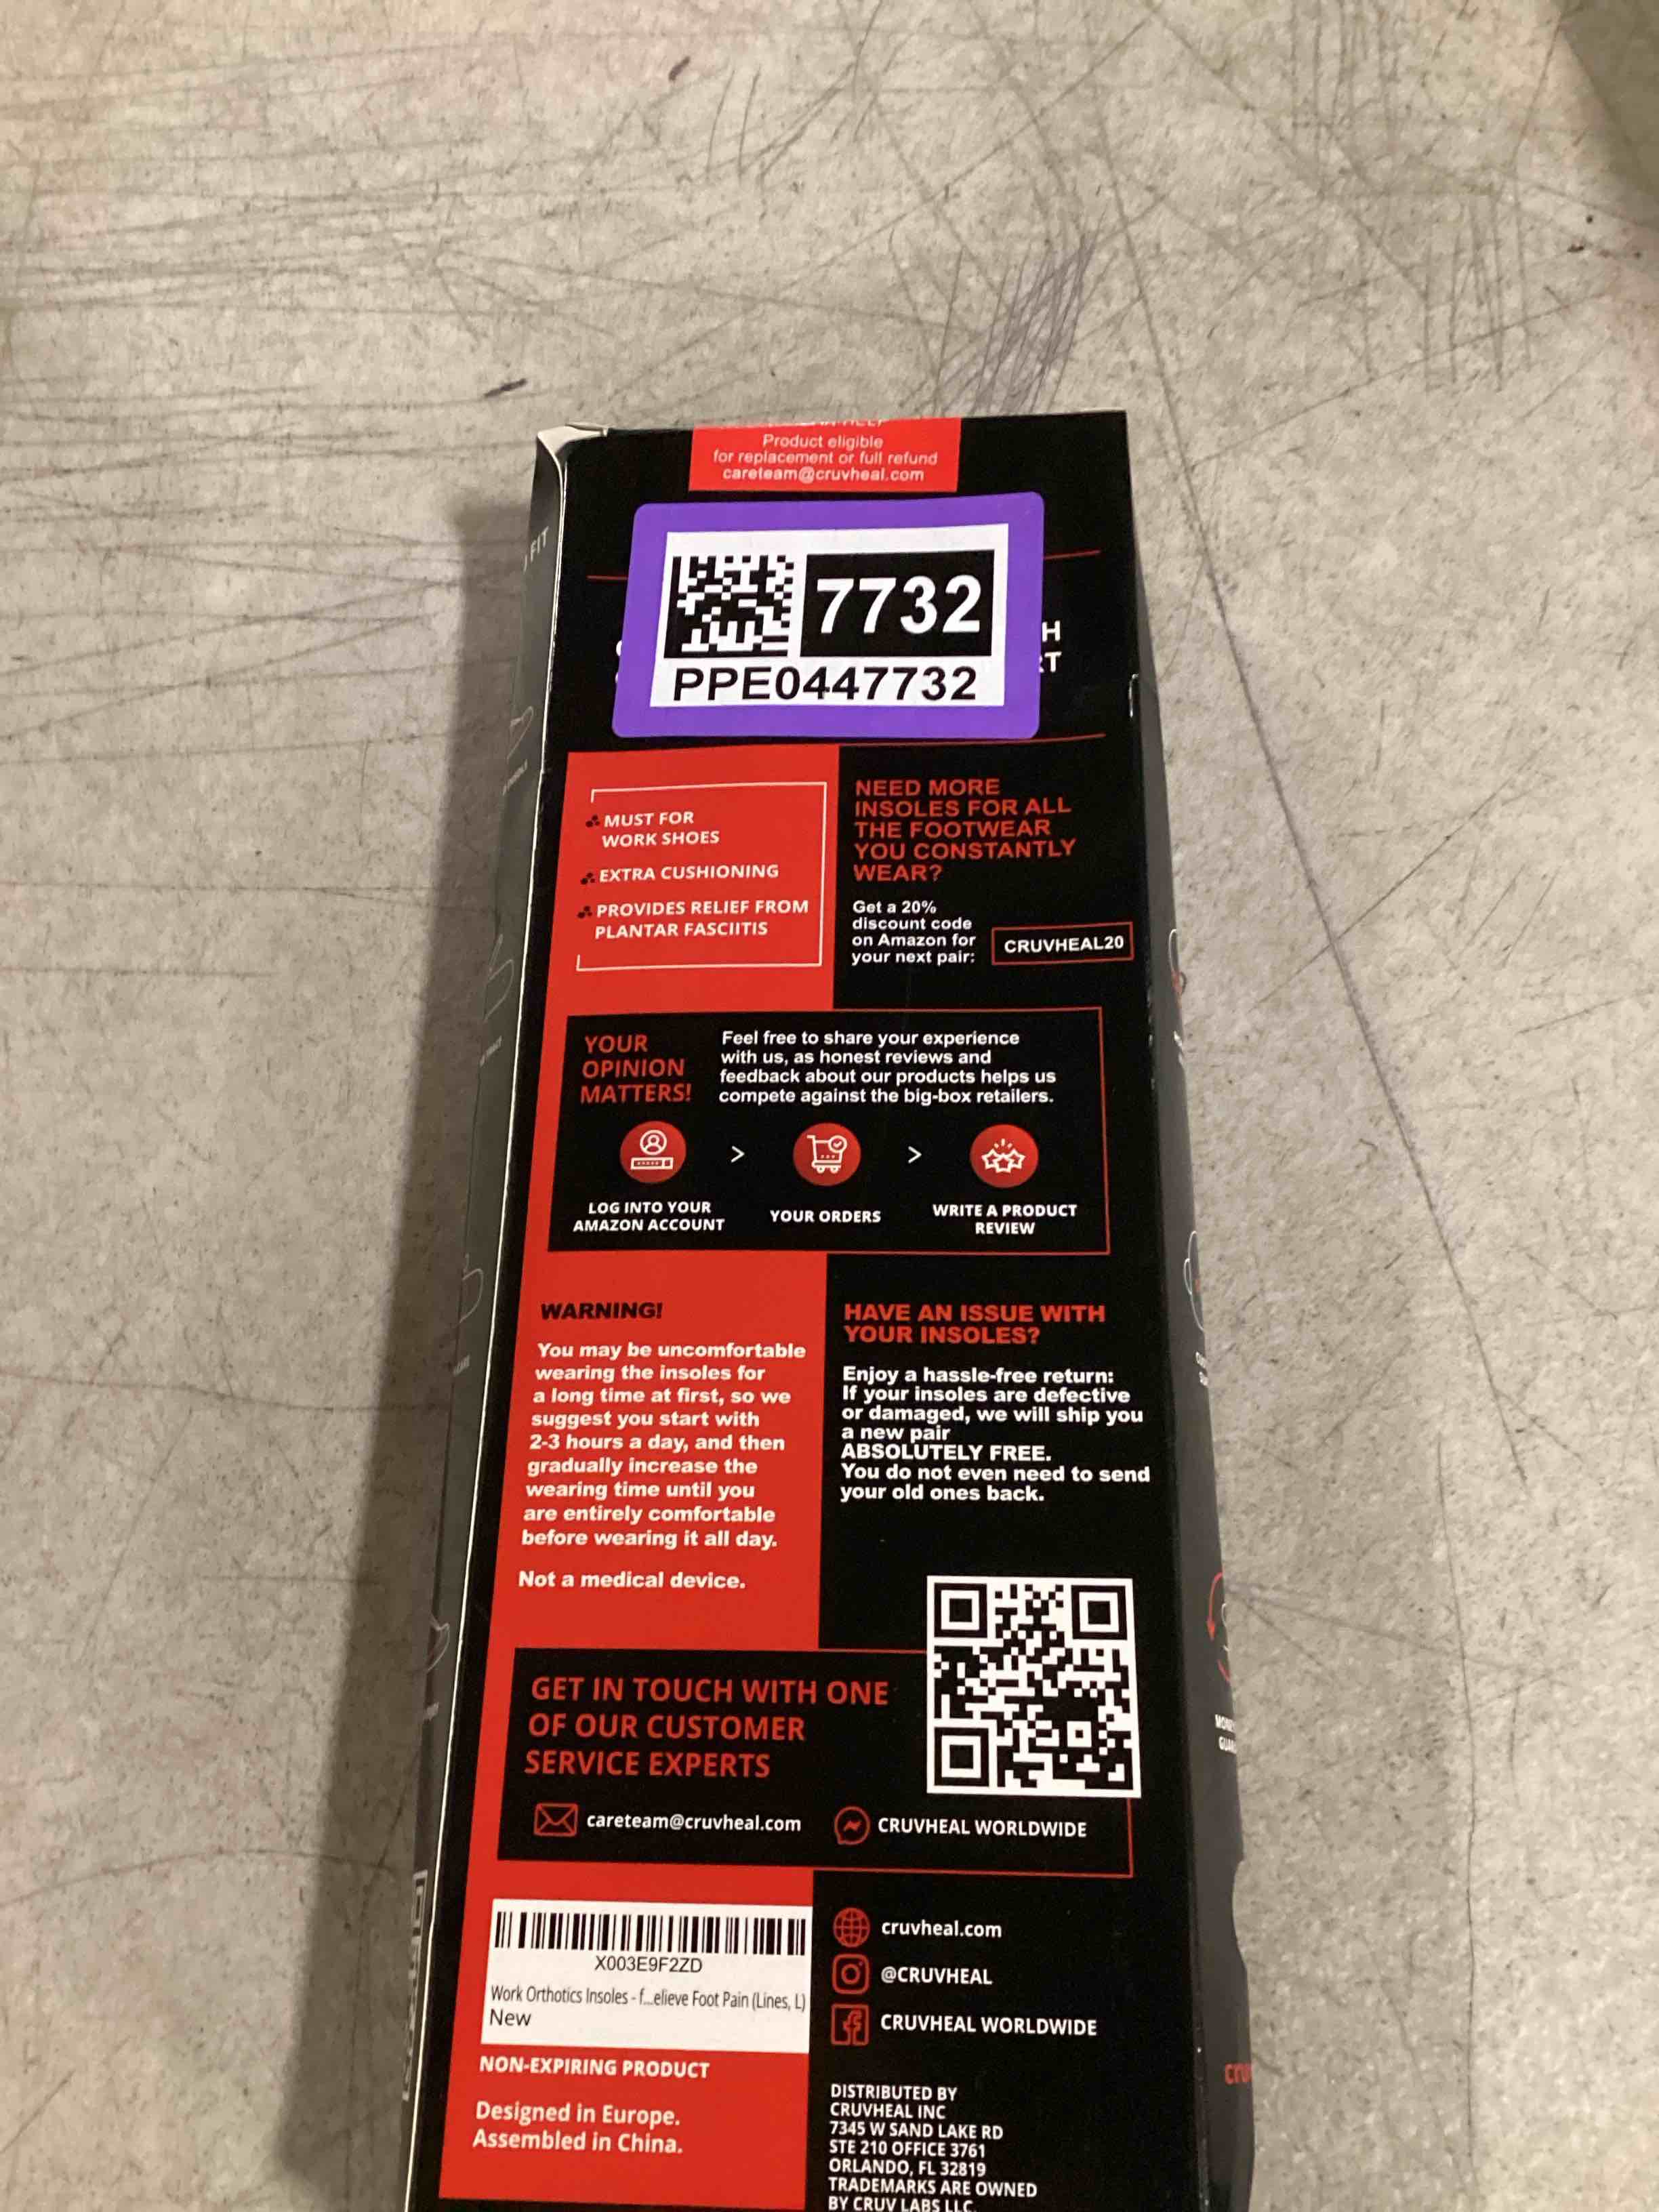 Product eligible
for replacement or full refund
careteam@cruvheal.com
FIT
7732
PPE0447732
MUST FOR
WORK SHOES
EXTRA CUSHIONING
PROVIDES RELIEF FROM
PLANTAR FASCIITIS
NEED MORE
INSOLES FOR ALL
THE FOOTWEAR
YOU CONSTANTLY
WEAR?
Get a 20%
discount code
on Amazon for
your next pair:
CRUVHEAL20
YOUR
OPINION
MATTERS!
Feel free to share your experience
with us, as honest reviews and
feedback about our products helps us
compete against the big-box retailers.
LOG INTO YOUR
AMAZON ACCOUNT
>
YOUR ORDERS
>
WRITE A PRODUCT
REVIEW
WARNING!
You may be uncomfortable
wearing the insoles for
a long time at first, so we
suggest you start with
2-3 hours a day, and then
gradually increase the
wearing time until you
are entirely comfortable
before wearing it all day.
Not a medical device.
HAVE AN ISSUE WITH
YOUR INSOLES?
Enjoy a hassle-free return:
If your insoles are defective
or damaged, we will ship you
a new pair
ABSOLUTELY FREE.
You do not even need to send
your old ones back.
GET IN TOUCH WITH ONE
OF OUR CUSTOMER
SERVICE EXPERTS
careteam@cruvheal.com
CRUVHEAL WORLDWIDE
X003E9F2ZD
Work Orthotics Insoles - f...elieve Foot Pain (Lines, L)
New
NON-EXPIRING PRODUCT
Designed in Europe.
Assembled in China.
cruvheal.com
@CRUVHEAL
CRUVHEAL WORLDWIDE
DISTRIBUTED BY
CRUVHEAL INC
7345 W SAND LAKE RD
STE 210 OFFICE 3761
ORLANDO, FL 32819
TRADEMARKS ARE OWNED
BY CRUV LABS LLC.